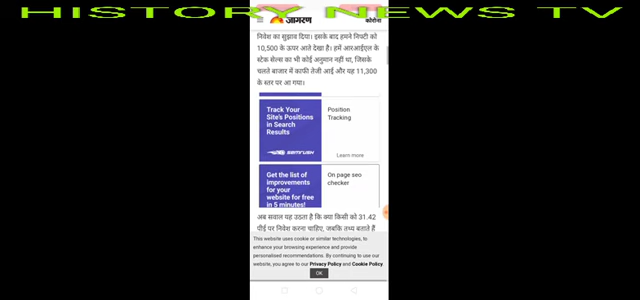 HISTORY NEWS TV
जागरण
कोरोना
निवेश का सुझाव दिया। इसके बाद हमने निफ्टी को
10,500 के ऊपर आते देखा है। हमें आरआईएल के
स्टेक सेल्स का भी कोई अनुमान नहीं था, जिसके
चलते बाजार में काफी तेजी आई और यह 11,300
के स्तर पर आ गया।
Track Your
Site's Positions
in Search
Results
SEMRUSH
Position
Tracking
Learn more
Get the list of
improvements
for your
website for free
in 5 minutes!
On page seo
checker
अब सवाल यह उठता है कि क्या किसी को 31.42
पीई पर निवेश करना चाहिए, जबकि तथ्य बताते हैं
This website uses cookie or similar technologies, to
enhance your browsing experience and provide
personalised recommendations. By continuing to use our
website, you agree to our Privacy Policy and Cookie Policy.
OK